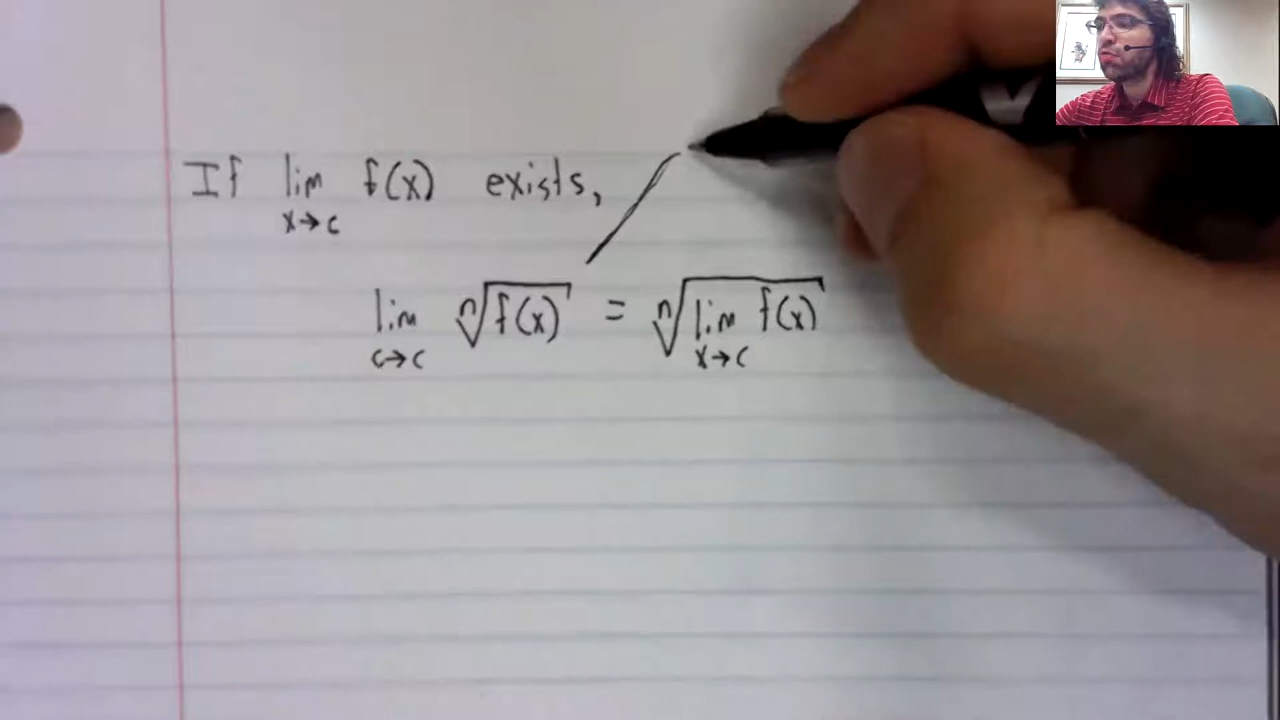 If lim f(x) exists,
x→c
lim ⁿ√f(x) = ⁿ√lim f(x)
c→c x→c